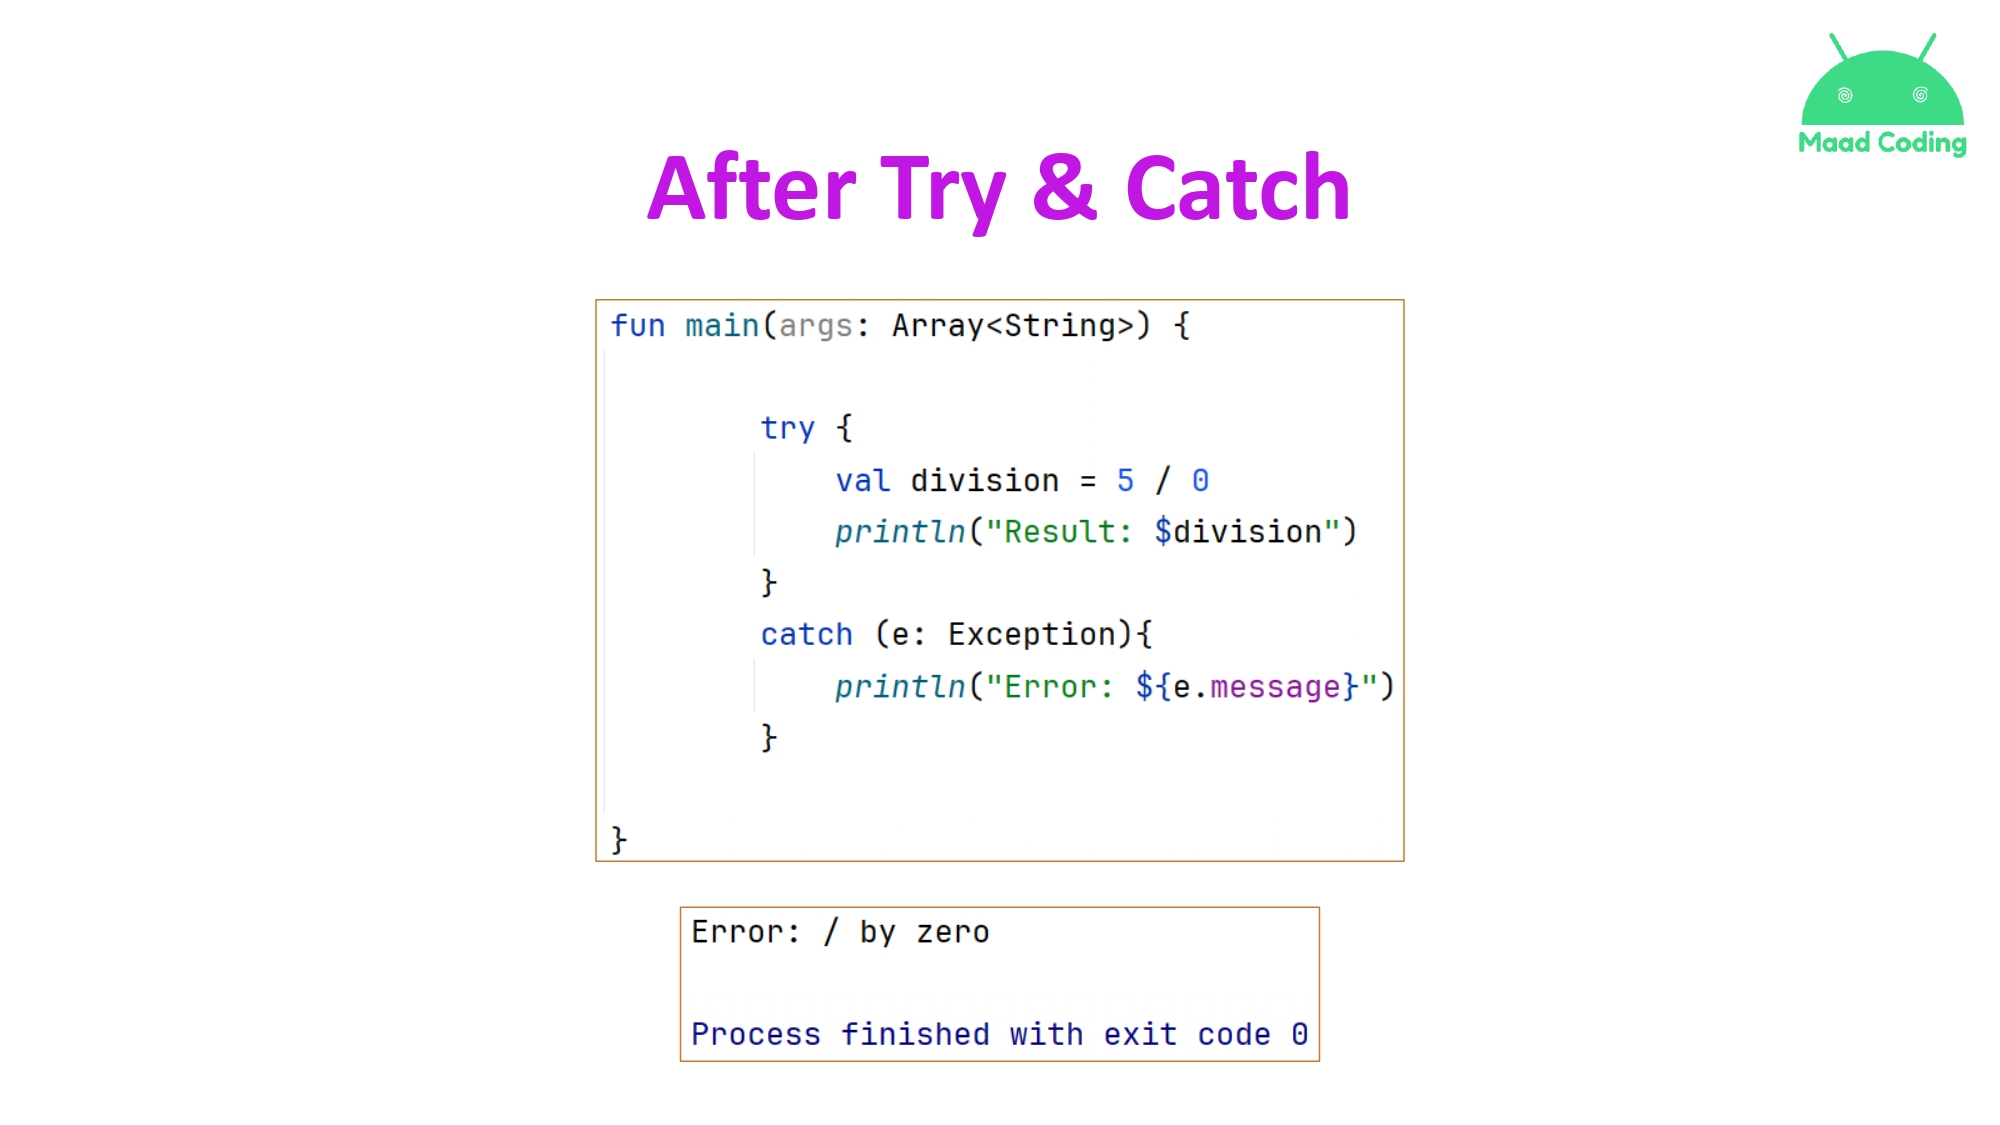 Maad Coding
After Try & Catch
fun main(args: Array<String>) {
try {
val division = 5 / 0
println("Result: $division")
}
catch (e: Exception){
println("Error: ${e.message}")
}
}
Error: / by zero
Process finished with exit code 0